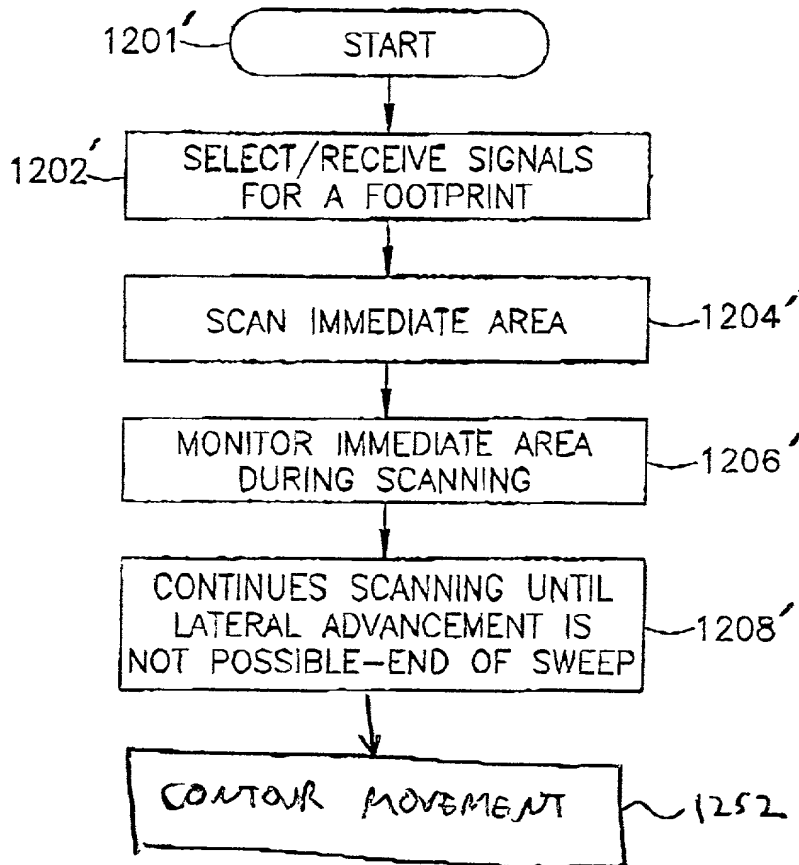 1201' START
1202' SELECT/RECEIVE SIGNALS
FOR A FOOTPRINT
SCAN IMMEDIATE AREA 1204'
MONITOR IMMEDIATE AREA
DURING SCANNING 1206'
CONTINUES SCANNING UNTIL
LATERAL ADVANCEMENT IS 1208'
NOT POSSIBLE-END OF SWEEP
CONTOUR MOVEMENT 1252